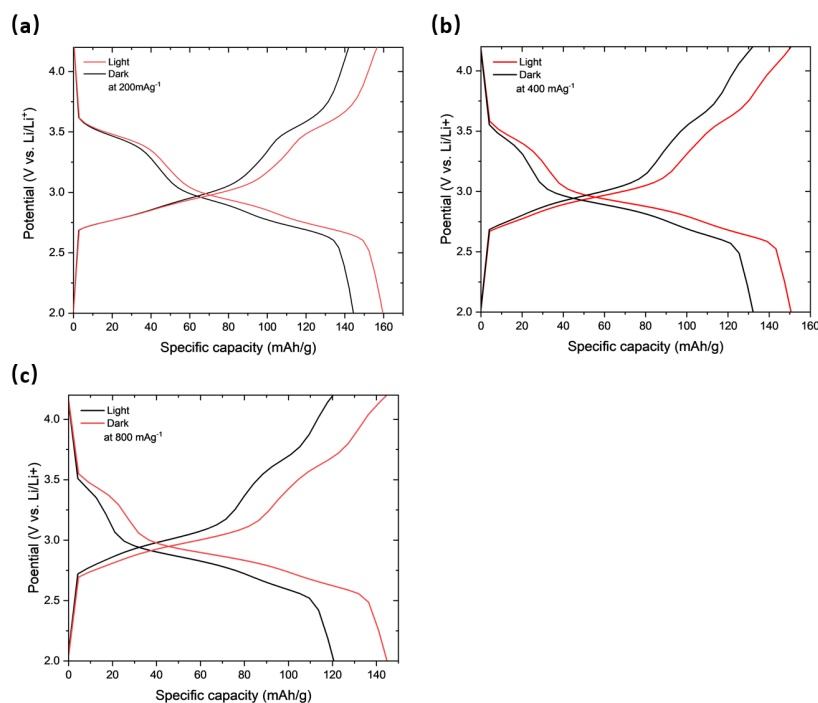 (a)
Light
Dark
at 200mAg⁻¹
Potential (V vs. Li/Li⁺)
4.0
3.5
3.0
2.5
2.0
0 20 40 60 80 100 120 140 160
Specific capacity (mAh/g)
(b)
Light
Dark
at 400 mAg⁻¹
Poential (V vs. Li/Li+)
4.0
3.5
3.0
2.5
2.0
0 20 40 60 80 100 120 140 160
Specific capacity (mAh/g)
(c)
Light
Dark
at 800 mAg⁻¹
Poential (V vs. Li/Li+)
4.0
3.5
3.0
2.5
2.0
0 20 40 60 80 100 120 140
Specific capacity (mAh/g)